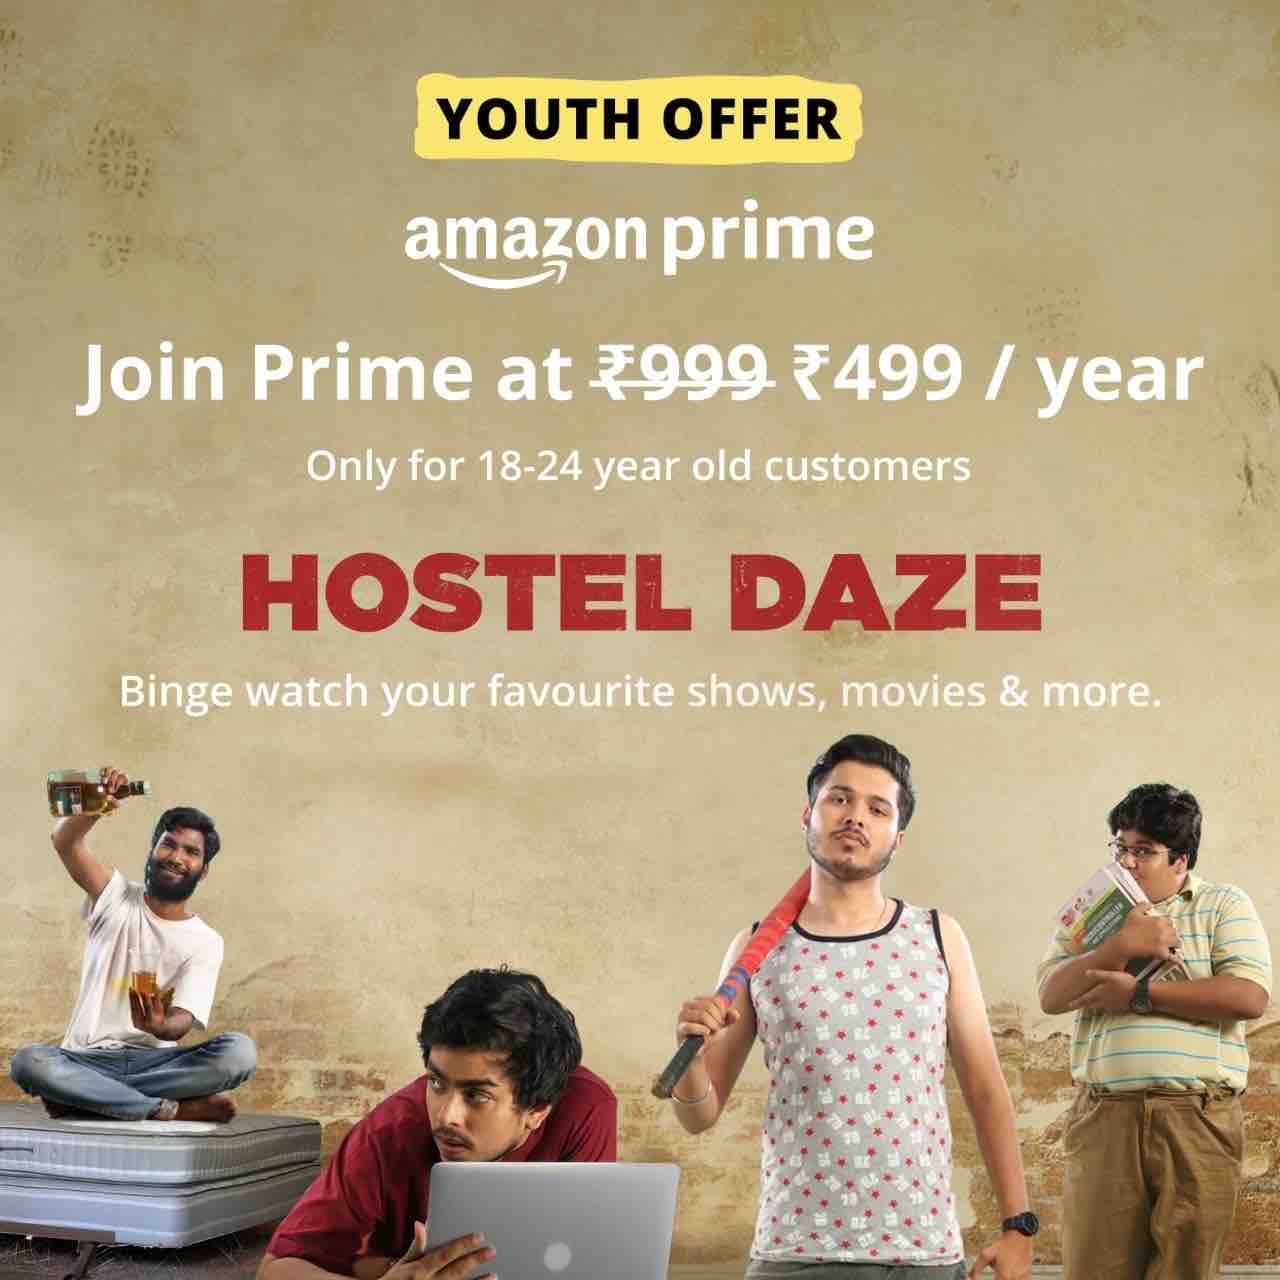 YOUTH OFFER
amazon prime
Join Prime at ₹999 ₹499 / year
Only for 18-24 year old customers
HOSTEL DAZE
Binge watch your favourite shows, movies & more.